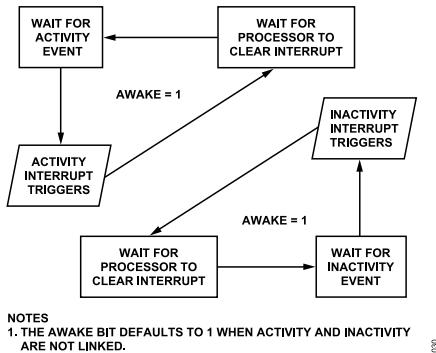 WAIT FOR
ACTIVITY
EVENT
WAIT FOR
PROCESSOR TO
CLEAR INTERRUPT
AWAKE = 1
ACTIVITY
INTERRUPT
TRIGGERS
INACTIVITY
INTERRUPT
TRIGGERS
AWAKE = 1
WAIT FOR
PROCESSOR TO
CLEAR INTERRUPT
WAIT FOR
INACTIVITY
EVENT
NOTES
1. THE AWAKE BIT DEFAULTS TO 1 WHEN ACTIVITY AND INACTIVITY
ARE NOT LINKED.
030